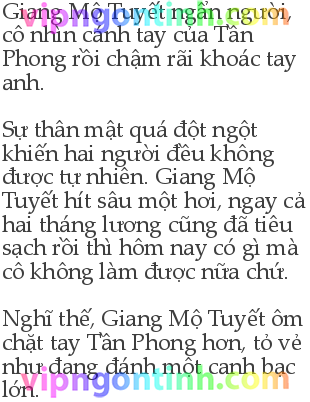 Giang Mộ Tuyết ngẩn người,
cô nhìn cánh tay của Tần
Phong rồi chậm rãi khoác tay
anh.
Sự thân mật quá đột ngột
khiến hai người đều không
được tự nhiên. Giang Mộ
Tuyết hít sâu một hơi, ngay cả
hai tháng lương cũng đã tiêu
sạch rồi thì hôm nay có gì mà
cô không làm được nữa chứ.
Nghĩ thế, Giang Mộ Tuyết ôm
chặt tay Tần Phong hơn, tỏ vẻ
như đang đánh một canh bạc
lớn.
vipngontinh.com
vipngontinh.com